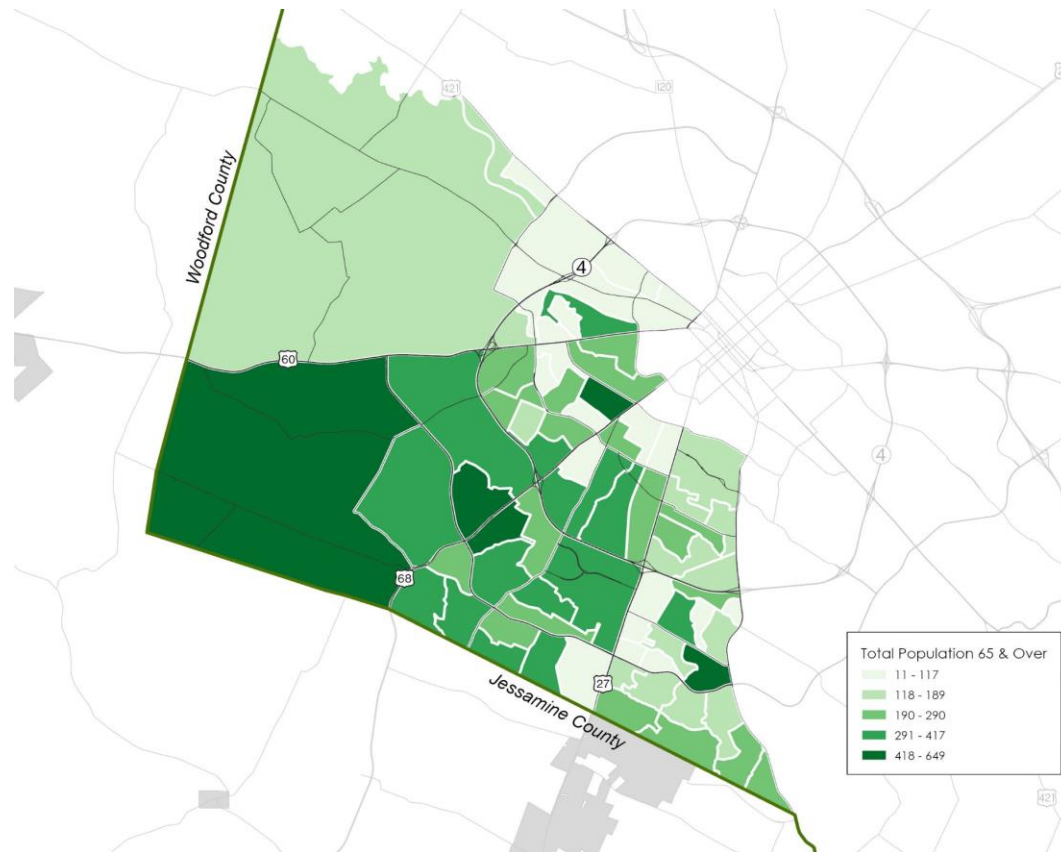 421
120
Woodford County
4
60
4
68
27
Jessamine County
Total Population 65 & Over
11 - 117
118 - 189
190 - 290
291 - 417
418 - 649
421